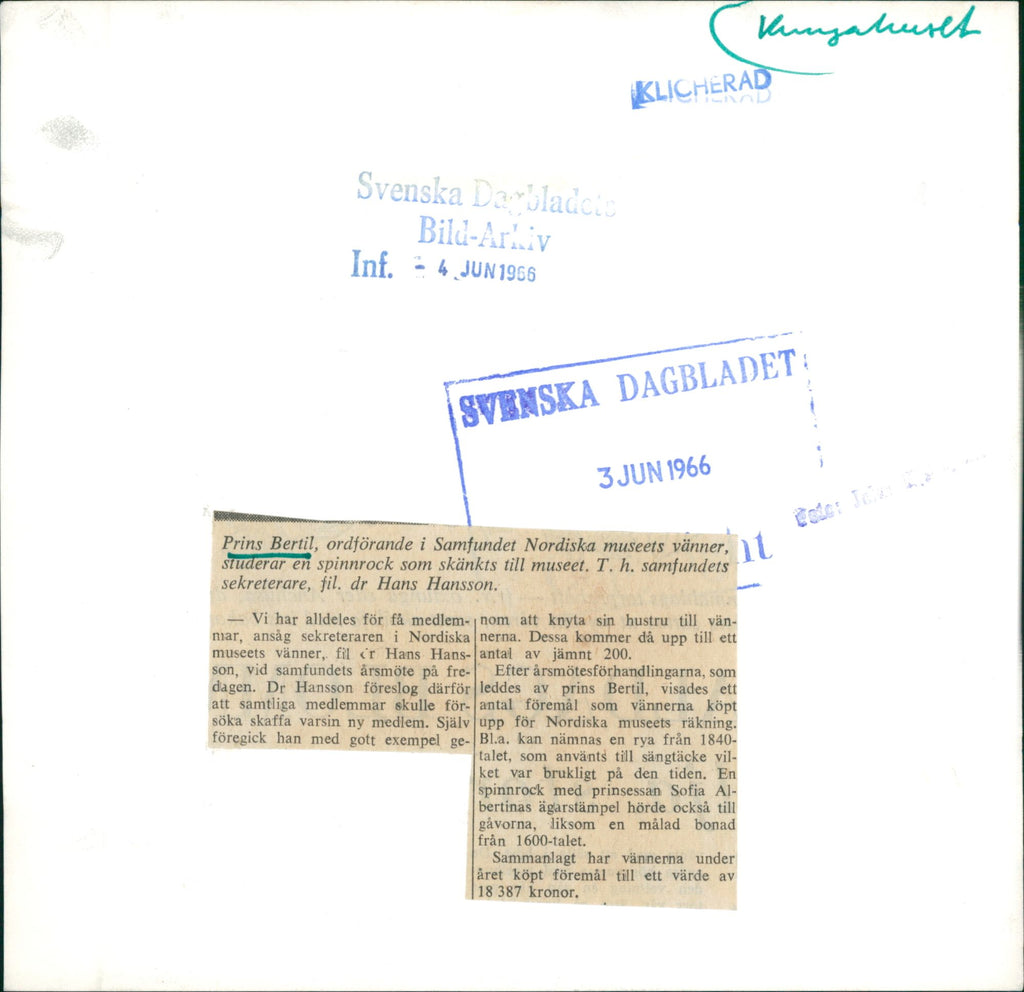 Kungahuset
KLICHERAD
Svenska Dagbladets
Bild-Arkiv
Inf. - 4 JUN 1966
SVENSKA DAGBLADET
3 JUN 1966
Foto:
Prins Bertil, ordförande i Samfundet Nordiska museets vänner,
studerar en spinnrock som skänkts till museet. T. h. samfundets
sekreterare, fil. dr Hans Hansson.
— Vi har alldeles för få medlem-
mar, ansåg sekreteraren i Nordiska
museets vänner, fil dr Hans Hans-
son, vid samfundets årsmöte på fre-
dagen. Dr Hansson föreslog därför
att samtliga medlemmar skulle för-
söka skaffa varsin ny medlem. Själv
föregick han med gott exempel ge-
nom att knyta sin hustru till vän-
nerna. Dessa kommer då upp till ett
antal av jämnt 200.
Efter årsmötesförhandlingarna, som
leddes av prins Bertil, visades ett
antal föremål som vännerna köpt
upp för Nordiska museets räkning.
Bl.a. kan nämnas en rya från 1840-
talet, som använts till sängtäcke vil-
ket var brukligt på den tiden. En
spinnrock med prinsessan Sofia Al-
bertinas ägarstämpel hörde också till
gåvorna, liksom en målad bonad
från 1600-talet.
Sammanlagt har vännerna under
året köpt föremål till ett värde av
18 387 kronor.